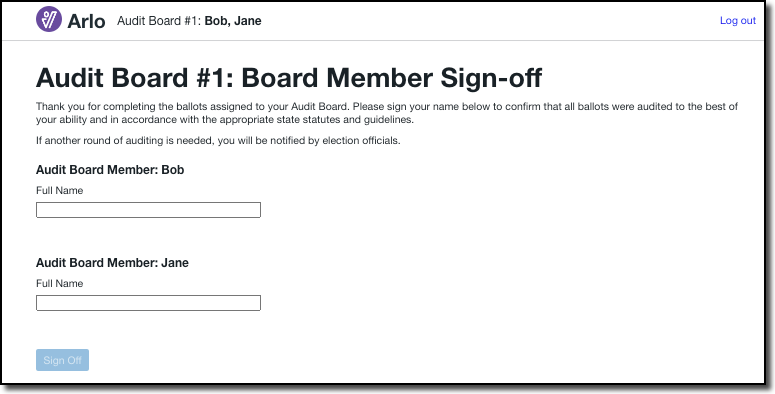 Arlo Audit Board #1: Bob, Jane Log out
Audit Board #1: Board Member Sign-off
Thank you for completing the ballots assigned to your Audit Board. Please sign your name below to confirm that all ballots were audited to the best of
your ability and in accordance with the appropriate state statutes and guidelines.
If another round of auditing is needed, you will be notified by election officials.
Audit Board Member: Bob
Full Name
Audit Board Member: Jane
Full Name
Sign Off